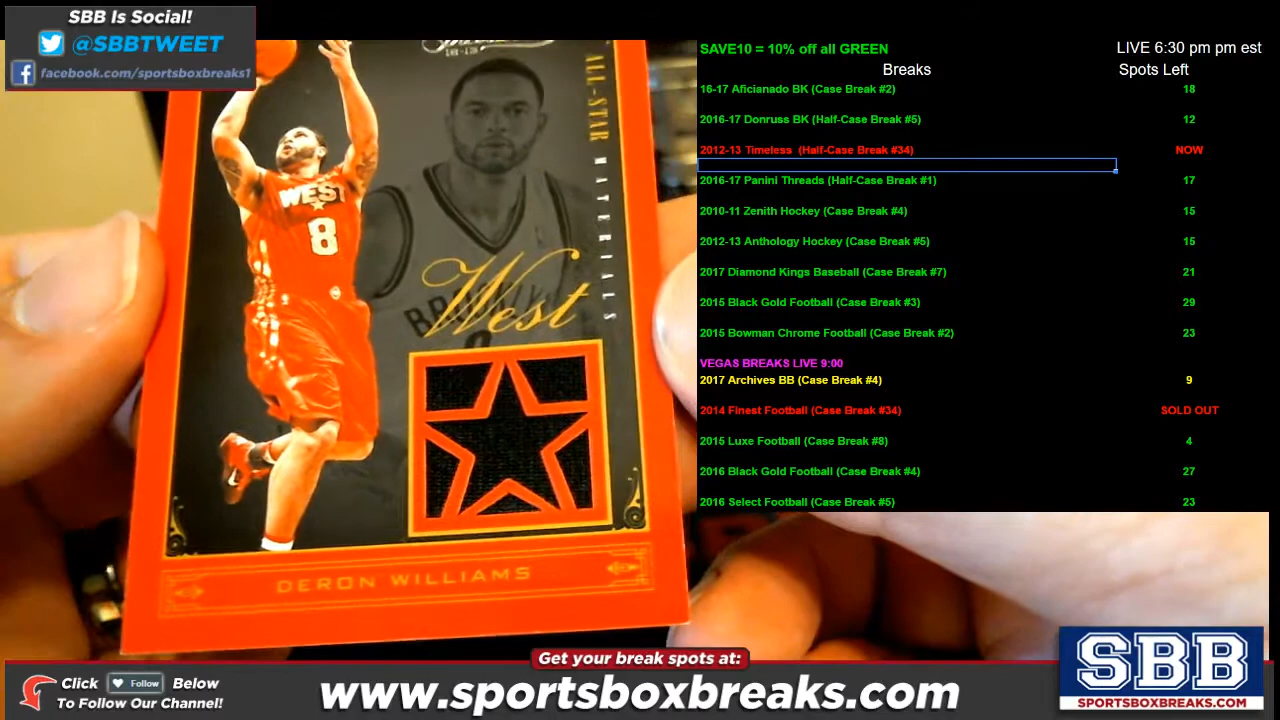 SBB Is Social!
@SBBTWEET
facebook.com/sportsboxbreaks1
ALL-STAR MATERIALS
WEST
8
West
DERON WILLIAMS
SAVE10 = 10% off all GREEN
LIVE 6:30 pm pm est
Breaks
Spots Left
16-17 Aficianado BK (Case Break #2) 18
2016-17 Donruss BK (Half-Case Break #5) 12
2012-13 Timeless (Half-Case Break #34) NOW
2016-17 Panini Threads (Half-Case Break #1) 17
2010-11 Zenith Hockey (Case Break #4) 15
2012-13 Anthology Hockey (Case Break #5) 15
2017 Diamond Kings Baseball (Case Break #7) 21
2015 Black Gold Football (Case Break #3) 29
2015 Bowman Chrome Football (Case Break #2) 23
VEGAS BREAKS LIVE 9:00
2017 Archives BB (Case Break #4) 9
2014 Finest Football (Case Break #34) SOLD OUT
2015 Luxe Football (Case Break #8) 4
2016 Black Gold Football (Case Break #4) 27
2016 Select Football (Case Break #5) 23
Get your break spots at:
Click Follow Below
To Follow Our Channel!
www.sportsboxbreaks.com
SBB
SPORTSBOXBREAKS.COM